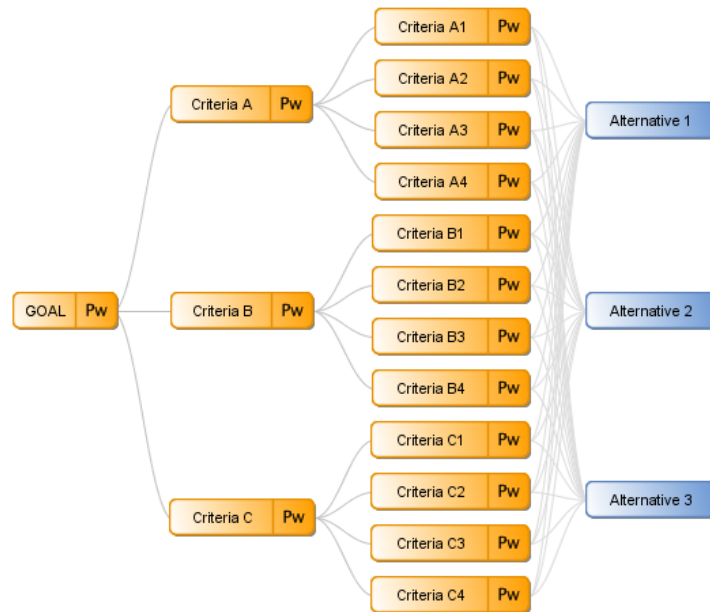 GOAL Pw
Criteria A Pw
Criteria B Pw
Criteria C Pw
Criteria A1 Pw
Criteria A2 Pw
Criteria A3 Pw
Criteria A4 Pw
Criteria B1 Pw
Criteria B2 Pw
Criteria B3 Pw
Criteria B4 Pw
Criteria C1 Pw
Criteria C2 Pw
Criteria C3 Pw
Criteria C4 Pw
Alternative 1
Alternative 2
Alternative 3